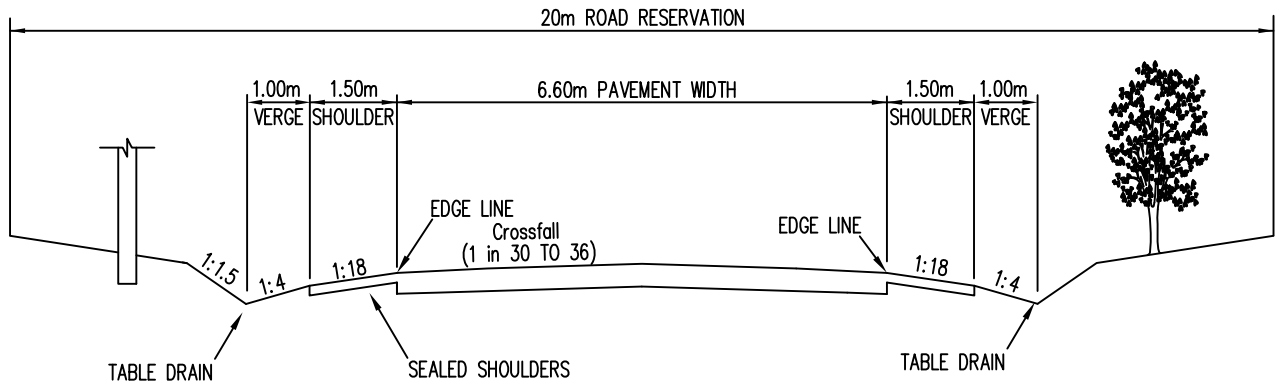 20m ROAD RESERVATION
1.00m
1.50m
6.60m PAVEMENT WIDTH
1.50m
1.00m
VERGE
SHOULDER
SHOULDER
VERGE
EDGE LINE
EDGE LINE
Crossfall
(1 in 30 TO 36)
1:1.5
1:4
1:18
1:18
1:4
TABLE DRAIN
SEALED SHOULDERS
TABLE DRAIN